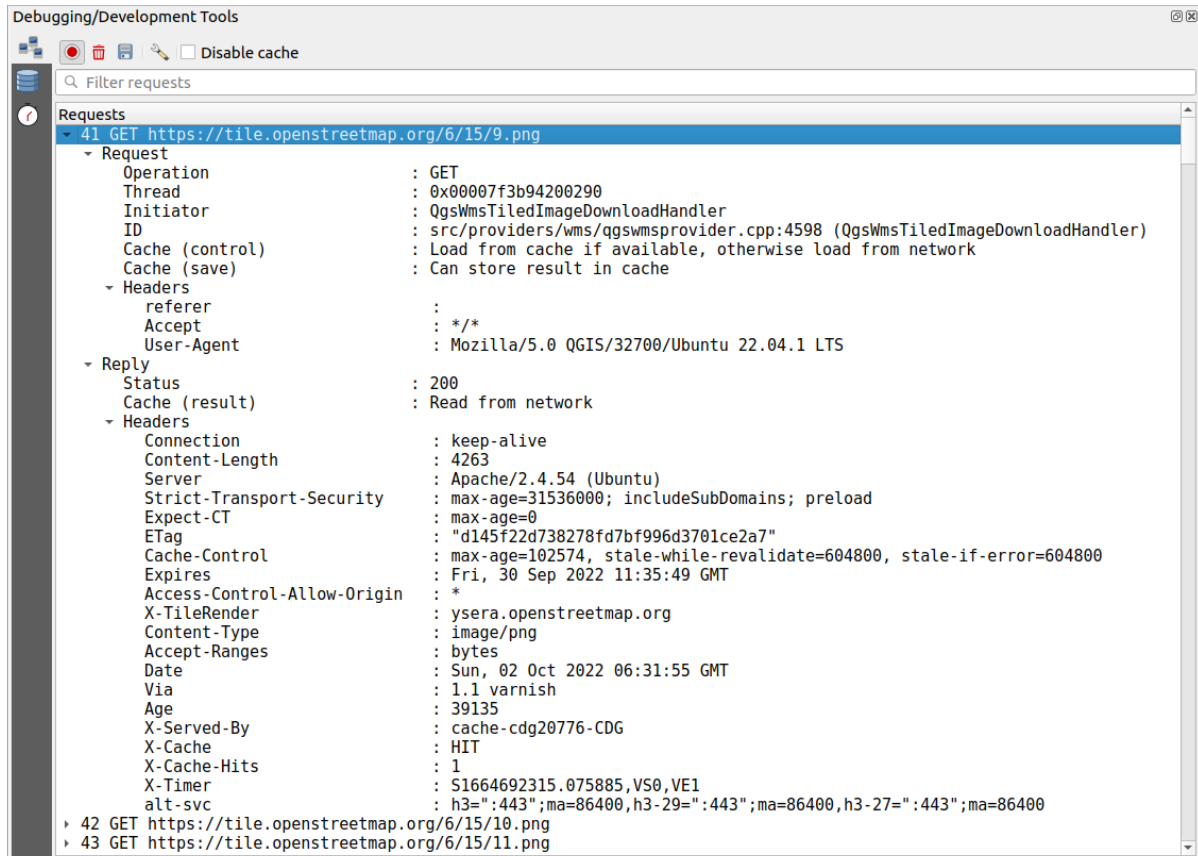 Debugging/Development Tools
Disable cache
Filter requests
Requests
41 GET https://tile.openstreetmap.org/6/15/9.png
Request
Operation : GET
Thread : 0x00007f3b94200290
Initiator : QgsWmsTiledImageDownloadHandler
ID : src/providers/wms/qgswmsprovider.cpp:4598 (QgsWmsTiledImageDownloadHandler)
Cache (control) : Load from cache if available, otherwise load from network
Cache (save) : Can store result in cache
Headers
referer :
Accept : */*
User-Agent : Mozilla/5.0 QGIS/32700/Ubuntu 22.04.1 LTS
Reply
Status : 200
Cache (result) : Read from network
Headers
Connection : keep-alive
Content-Length : 4263
Server : Apache/2.4.54 (Ubuntu)
Strict-Transport-Security : max-age=31536000; includeSubDomains; preload
Expect-CT : max-age=0
ETag : "d145f22d738278fd7bf996d3701ce2a7"
Cache-Control : max-age=102574, stale-while-revalidate=604800, stale-if-error=604800
Expires : Fri, 30 Sep 2022 11:35:49 GMT
Access-Control-Allow-Origin : *
X-TileRender : ysera.openstreetmap.org
Content-Type : image/png
Accept-Ranges : bytes
Date : Sun, 02 Oct 2022 06:31:55 GMT
Via : 1.1 varnish
Age : 39135
X-Served-By : cache-cdg20776-CDG
X-Cache : HIT
X-Cache-Hits : 1
X-Timer : S1664692315.075885,VS0,VE1
alt-svc : h3=":443";ma=86400,h3-29=":443";ma=86400,h3-27=":443";ma=86400
42 GET https://tile.openstreetmap.org/6/15/10.png
43 GET https://tile.openstreetmap.org/6/15/11.png